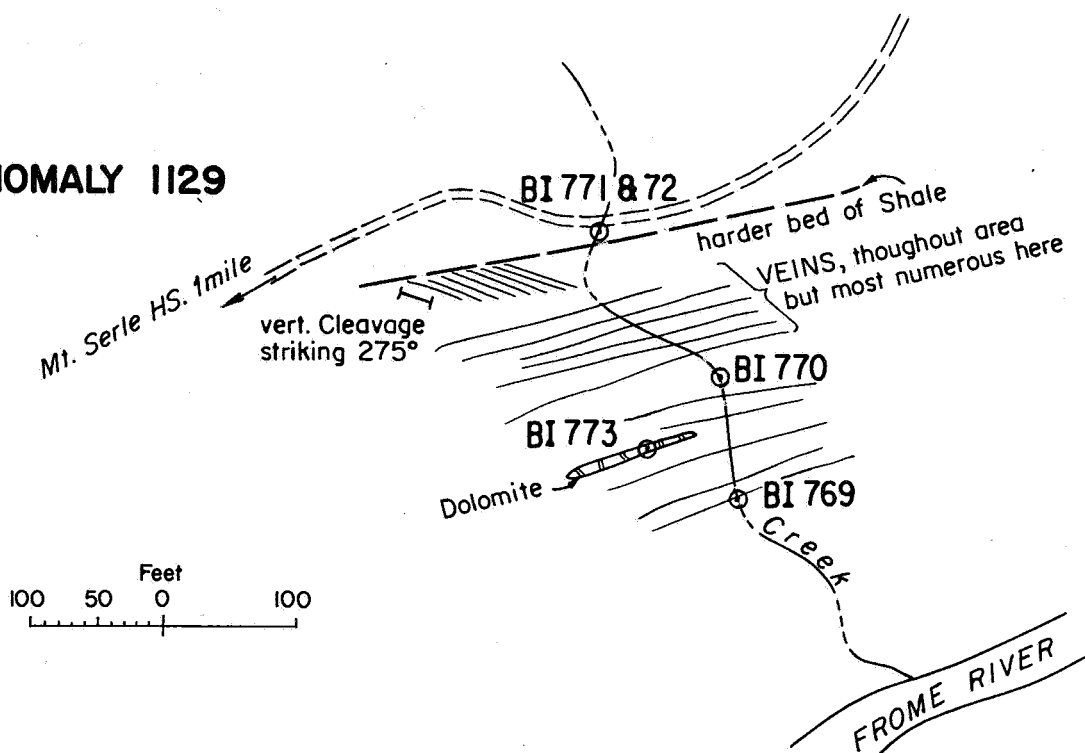 NOMALY 1129
BI 771 & 72
harder bed of Shale
VEINS, thoughout area
but most numerous here
Mt. Serle HS. 1mile
vert. Cleavage
striking 275°
BI 770
BI 773
Dolomite
BI 769
Creek
Feet
100 50 0 100
FROME RIVER